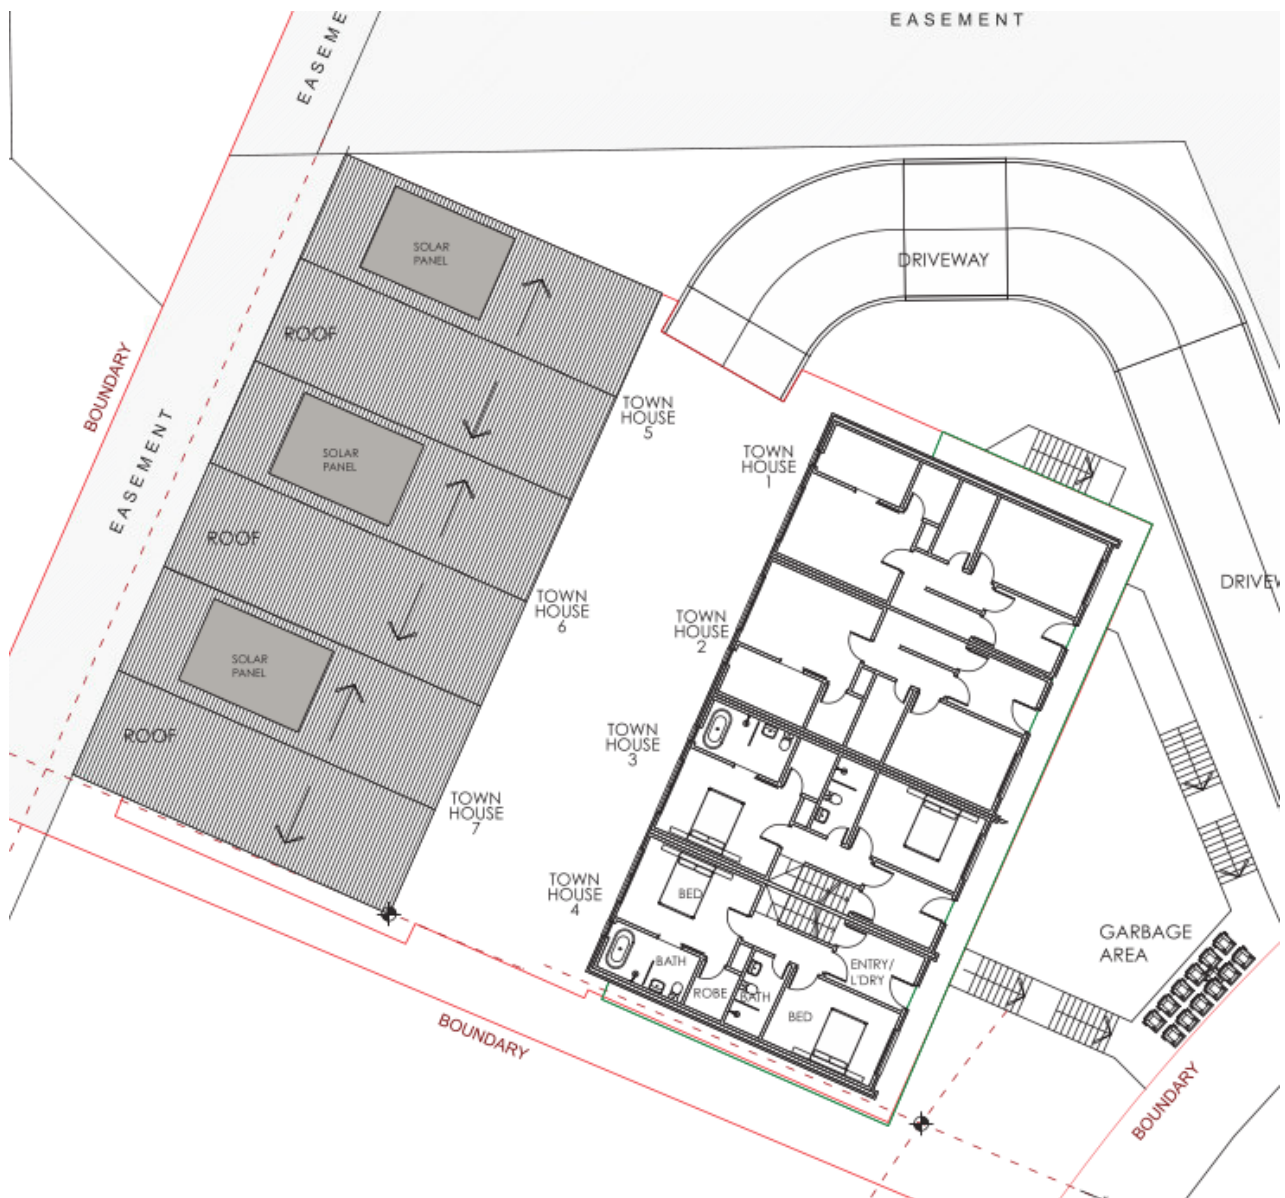 EASEMENT
EASEME
SOLAR
PANEL
DRIVEWAY
ROOF
BOUNDARY
TOWN
HOUSE
5
EASEMENT
SOLAR
PANEL
TOWN
HOUSE
1
ROOF
DRIVEW
TOWN
HOUSE
6
TOWN
HOUSE
2
SOLAR
PANEL
ROOF
TOWN
HOUSE
3
TOWN
HOUSE
7
TOWN
HOUSE
4
BED
BATH
ROBE
BATH
ENTRY/
L'DRY
BED
GARBAGE
AREA
BOUNDARY
BOUNDARY